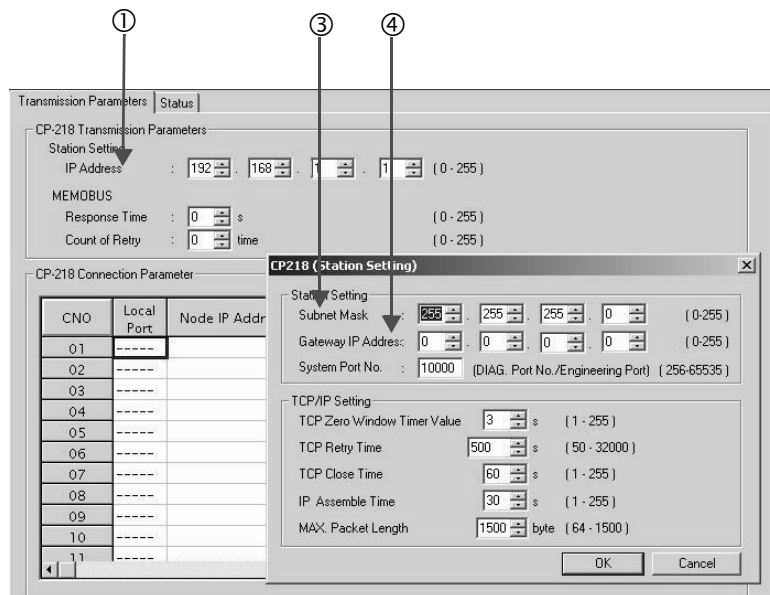 ① ③ ④
Transmission Parameters Status
CP-218 Transmission Parameters
Station Setting
IP Address : 192 . 168 . 1 . 1 ( 0 - 255 )
MEMOBUS
Response Time : 0 s ( 0 - 255 )
Count of Retry : 0 time ( 0 - 255 )
CP-218 Connection Parameter
CNO Local Port Node IP Addr
01 -----
02 -----
03 -----
04 -----
05 -----
06 -----
07 -----
08 -----
09 -----
10 -----
11 -----
CP218 (Station Setting)
Station Setting
Subnet Mask : 255 . 255 . 255 . 0 ( 0-255 )
Gateway IP Addres: 0 . 0 . 0 . 0 ( 0-255 )
System Port No. : 10000 (DIAG. Port No./Engineering Port) ( 256-65535 )
TCP/IP Setting
TCP Zero Window Timer Value 3 s ( 1 - 255 )
TCP Retry Time 500 s ( 50 - 32000 )
TCP Close Time 60 s ( 1 - 255 )
IP Assemble Time 30 s ( 1 - 255 )
MAX. Packet Length 1500 byte ( 64 - 1500 )
OK Cancel